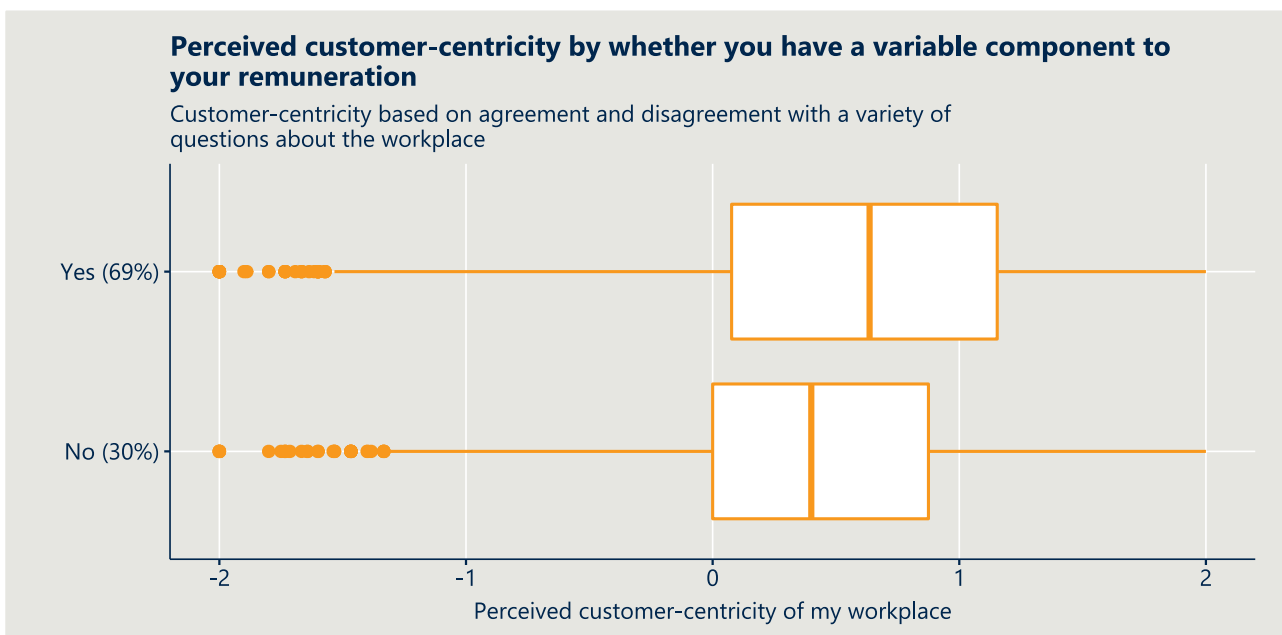 Perceived customer-centricity by whether you have a variable component to
your remuneration
Customer-centricity based on agreement and disagreement with a variety of
questions about the workplace
Yes (69%)
No (30%)
-2
-1
0
1
2
Perceived customer-centricity of my workplace